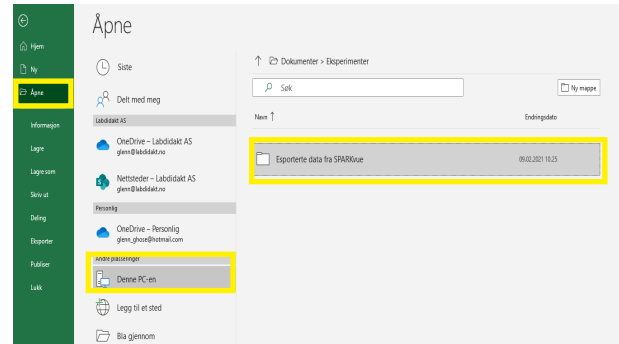 Åpne
Hjem
Ny
Åpne
Informasjon
Lagre
Lagre som
Skriv ut
Deling
Eksporter
Publiser
Lukk
Siste
Delt med meg
Labdidakt AS
OneDrive – Labdidakt AS
glenn@labdidakt.no
Nettsteder – Labdidakt AS
glenn@labdidakt.no
Personlig
OneDrive – Personlig
glenn_ghose@hotmail.com
Andre plasseringer
Denne PC-en
Legg til et sted
Bla gjennom
Dokumenter > Eksperimenter
Søk
Ny mappe
Navn ↑ Endringsdato
Esporterte data fra SPARKvue 09.02.2021 10.25